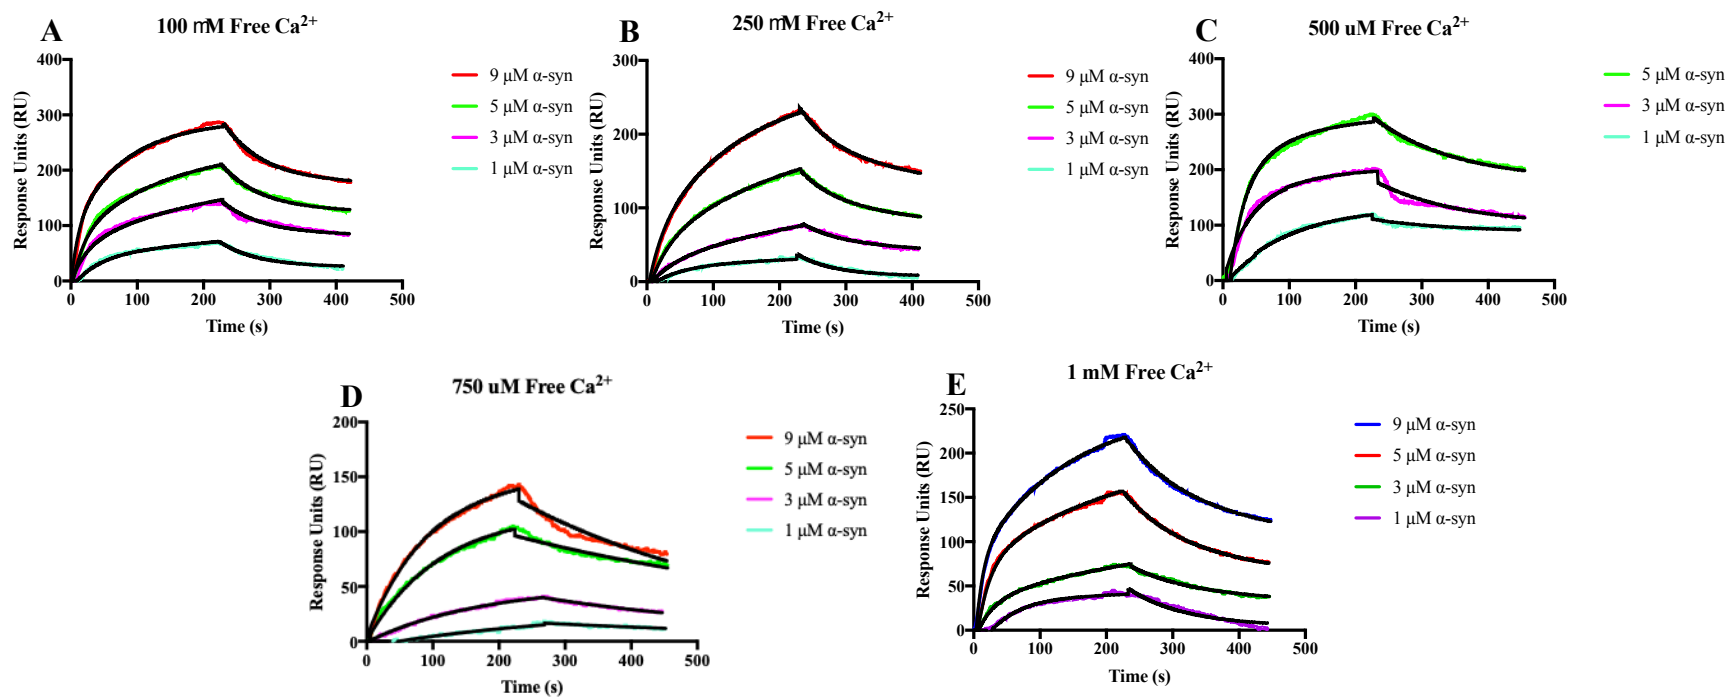 A
100 mM Free Ca²⁺
400
300
200
100
0
0 100 200 300 400 500
Response Units (RU)
Time (s)
9 μM α-syn
5 μM α-syn
3 μM α-syn
1 μM α-syn
B
250 mM Free Ca²⁺
300
200
100
0
0 100 200 300 400 500
Response Units (RU)
Time (s)
9 μM α-syn
5 μM α-syn
3 μM α-syn
1 μM α-syn
C
500 uM Free Ca²⁺
400
300
200
100
0
0 100 200 300 400 500
Response Units (RU)
Time (s)
5 μM α-syn
3 μM α-syn
1 μM α-syn
D
750 uM Free Ca²⁺
200
150
100
50
0
0 100 200 300 400 500
Response Units (RU)
Time (s)
9 μM α-syn
5 μM α-syn
3 μM α-syn
1 μM α-syn
E
1 mM Free Ca²⁺
250
200
150
100
50
0
0 100 200 300 400 500
Response Units (RU)
Time (s)
9 μM α-syn
5 μM α-syn
3 μM α-syn
1 μM α-syn